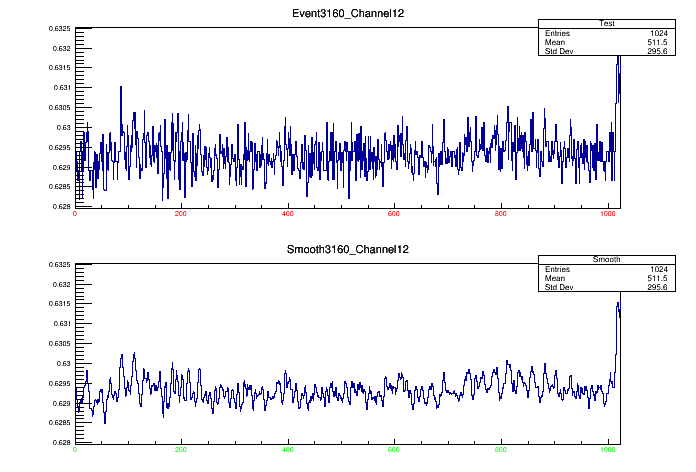 Event3160_Channel12
Test
Entries 1024
Mean 511.5
Std Dev 295.6
0.6325
0.632
0.6315
0.631
0.6305
0.63
0.6295
0.629
0.6285
0.628
0 200 400 600 800 1000
Smooth3160_Channel12
Smooth
Entries 1024
Mean 511.5
Std Dev 295.6
0.6325
0.632
0.6315
0.631
0.6305
0.63
0.6295
0.629
0.6285
0.628
0 200 400 600 800 1000